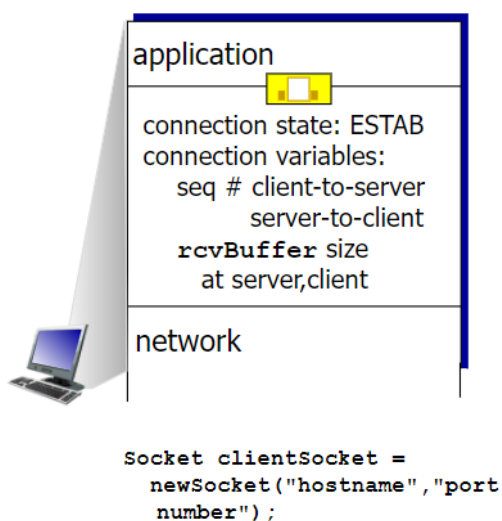 application
connection state: ESTAB
connection variables:
seq # client-to-server
server-to-client
rcvBuffer size
at server,client
network
Socket clientSocket =
newSocket("hostname","port
number");